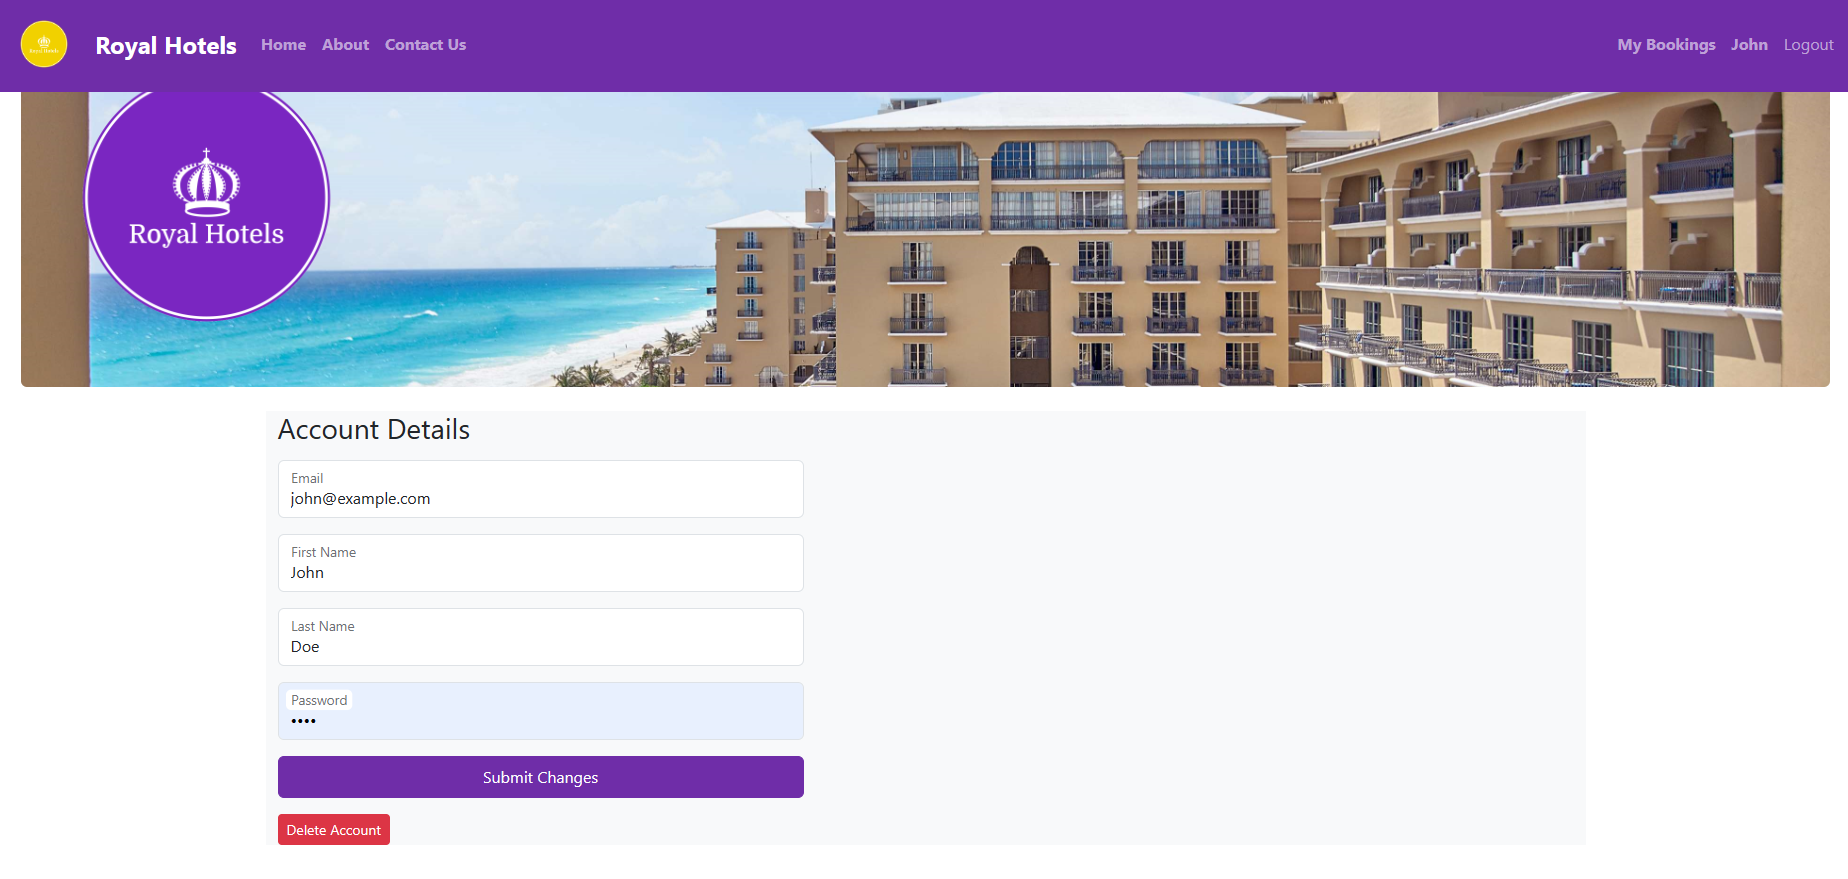 Royal Hotels
Home
About
Contact Us
My Bookings
John
Logout
Royal Hotels
Account Details
Email
john@example.com
First Name
John
Last Name
Doe
Password
••••
Submit Changes
Delete Account